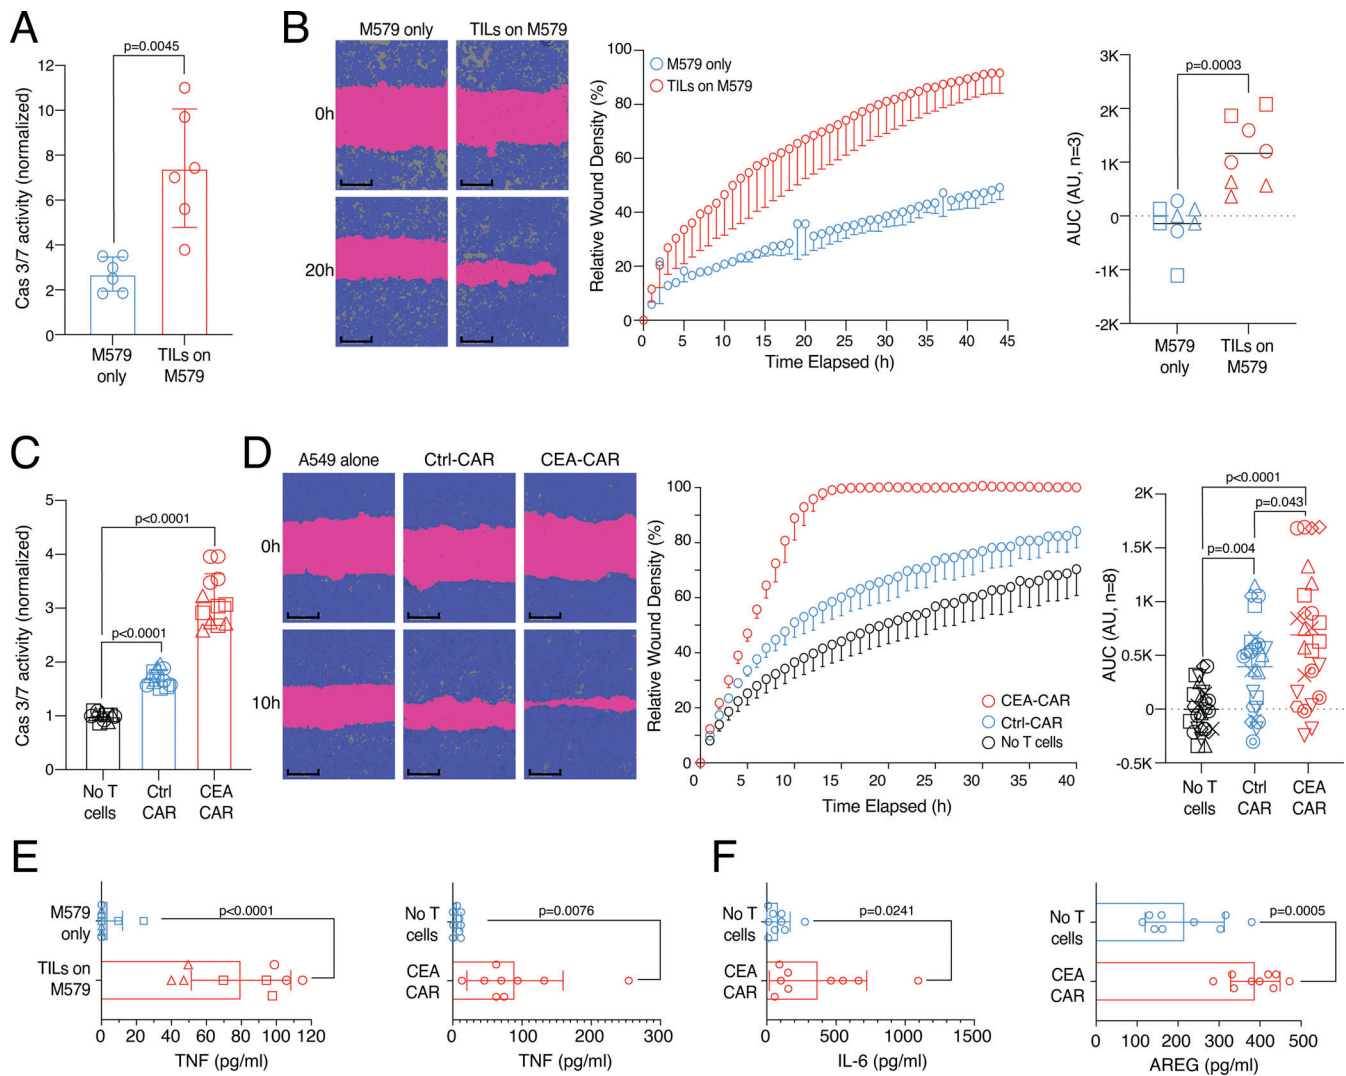 A
p=0.0045
Cas 3/7 activity (normalized)
12
10
8
6
4
2
0
M579
only
TILs on
M579
B
M579 only
TILs on M579
0h
20h
Relative Wound Density (%)
100
80
60
40
20
0
M579 only
TILs on M579
0
5
10
15
20
25
30
35
40
45
Time Elapsed (h)
AUC (AU, n=3)
3K
2K
1K
0
-1K
-2K
p=0.0003
M579
only
TILs on
M579
C
Cas 3/7 activity (normalized)
5
4
3
2
1
0
p<0.0001
p<0.0001
No T
cells
Ctrl
CAR
CEA
CAR
D
A549 alone
Ctrl-CAR
CEA-CAR
0h
10h
Relative Wound Density (%)
100
80
60
40
20
0
CEA-CAR
Ctrl-CAR
No T cells
5
10
15
20
25
30
35
40
Time Elapsed (h)
AUC (AU, n=8)
2K
1.5K
1K
0.5K
0
-0.5K
p<0.0001
p=0.043
p=0.004
No T
cells
Ctrl
CAR
CEA
CAR
E
M579
only
TILs on
M579
p<0.0001
0
20
40
60
80
100
120
TNF (pg/ml)
No T
cells
CEA
CAR
p=0.0076
0
100
200
300
TNF (pg/ml)
F
No T
cells
CEA
CAR
p=0.0241
0
500
1000
1500
IL-6 (pg/ml)
No T
cells
CEA
CAR
p=0.0005
0
100
200
300
400
500
AREG (pg/ml)